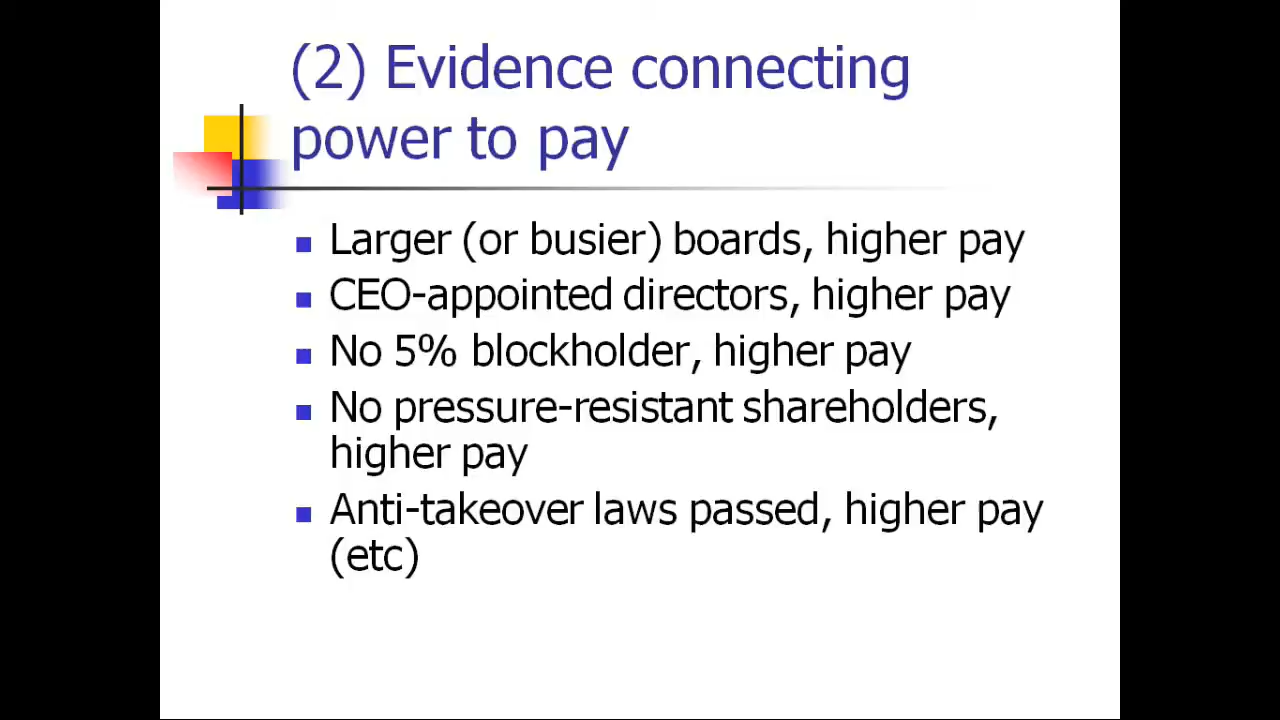 (2) Evidence connecting
power to pay
Larger (or busier) boards, higher pay
CEO-appointed directors, higher pay
No 5% blockholder, higher pay
No pressure-resistant shareholders,
higher pay
Anti-takeover laws passed, higher pay
(etc)